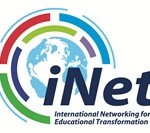 iNet
International Networking for
Educational Transformation